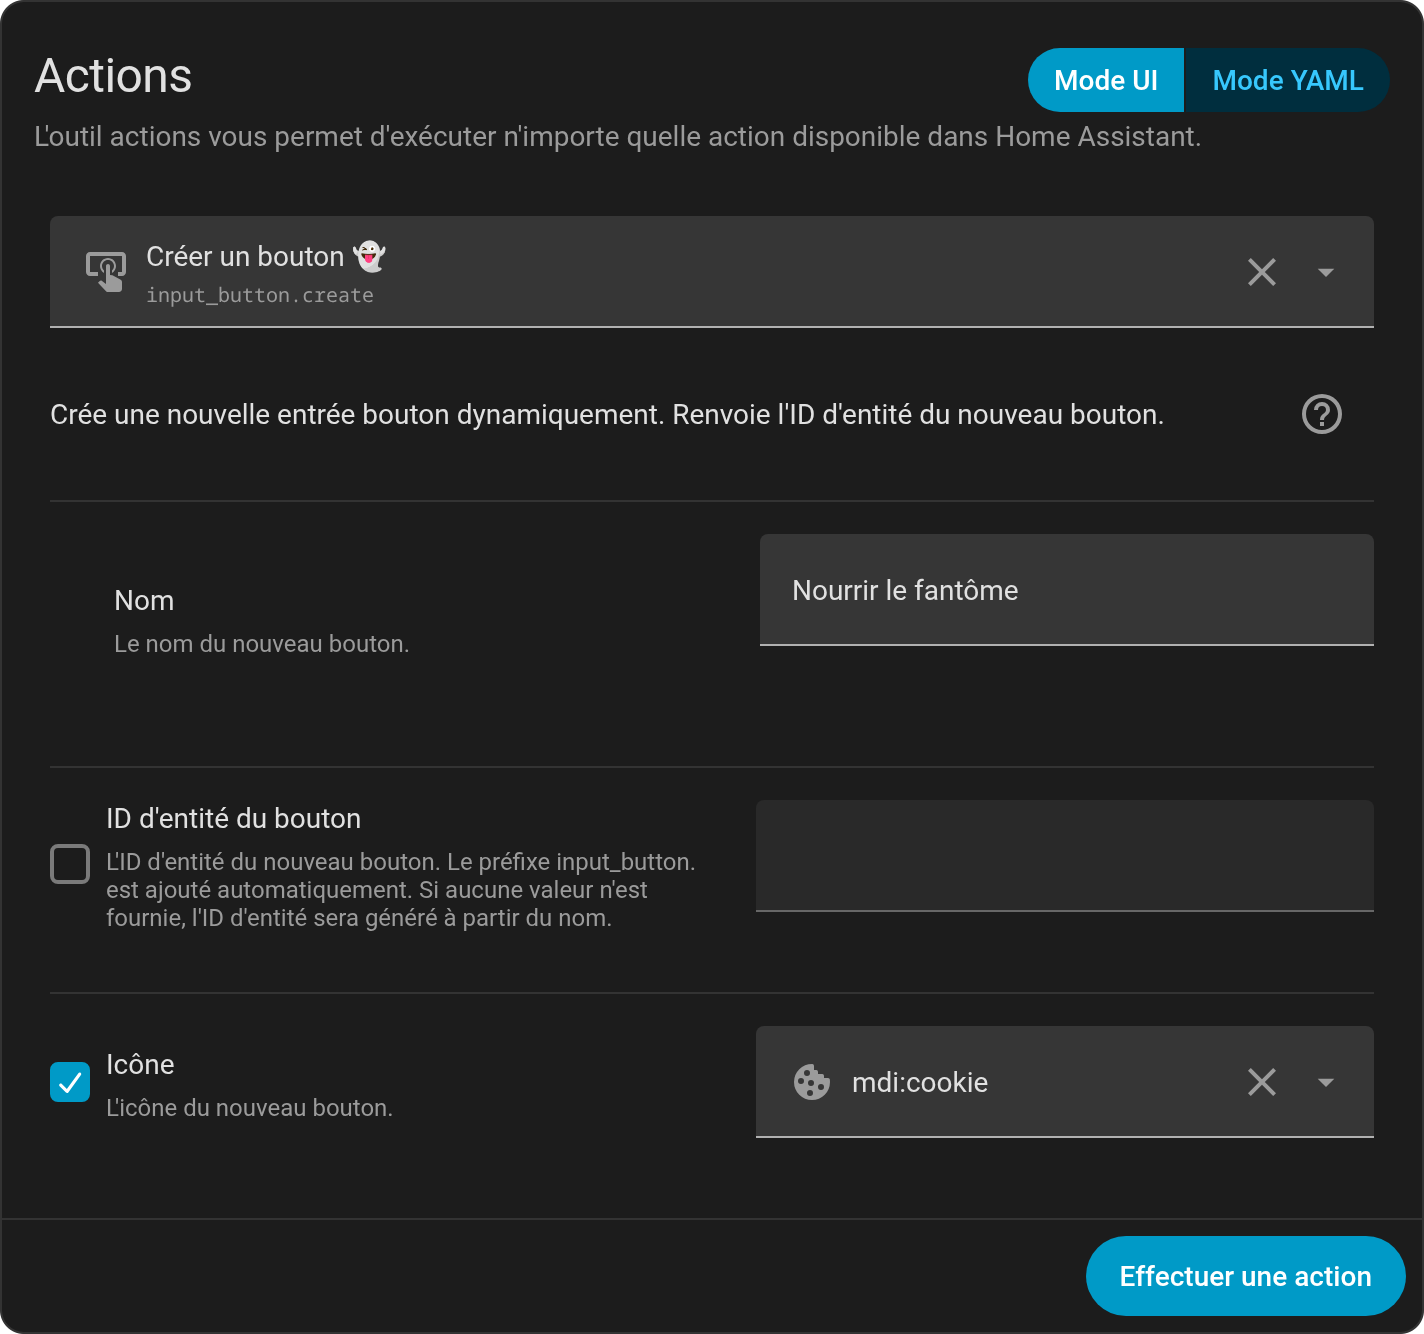 Actions
Mode UI
Mode YAML
L'outil actions vous permet d'exécuter n'importe quelle action disponible dans Home Assistant.
Créer un bouton 👻
input_button.create
Crée une nouvelle entrée bouton dynamiquement. Renvoie l'ID d'entité du nouveau bouton.
Nom
Le nom du nouveau bouton.
Nourrir le fantôme
ID d'entité du bouton
L'ID d'entité du nouveau bouton. Le préfixe input_button.
est ajouté automatiquement. Si aucune valeur n'est
fournie, l'ID d'entité sera généré à partir du nom.
Icône
L'icône du nouveau bouton.
mdi:cookie
Effectuer une action